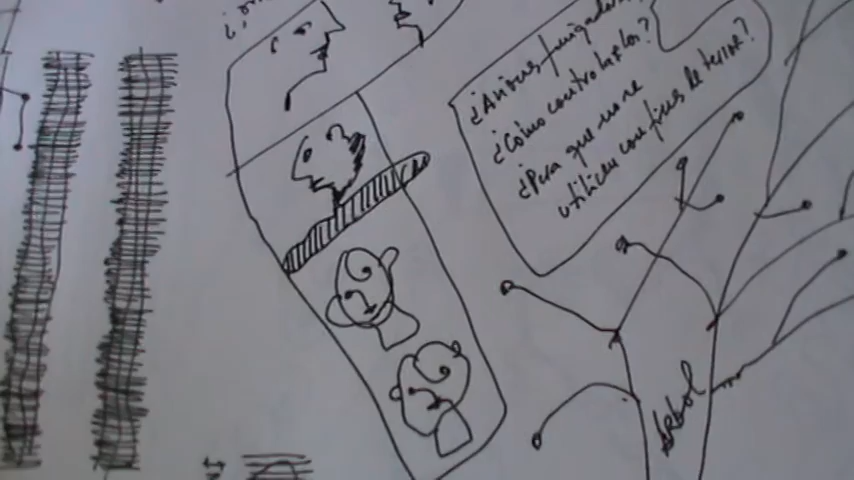 ¿Aviones fumigadores,
¿Cómo controlarlos?
¿Para que no se
utilicen con fines de terror?
Árbol